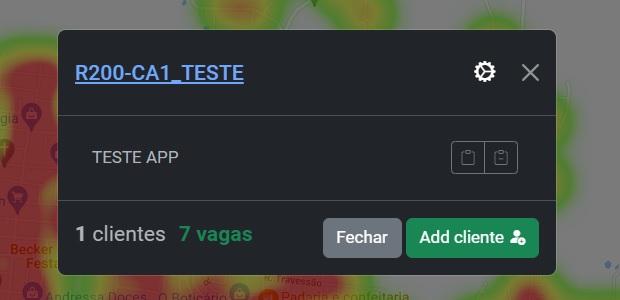 R200-CA1_TESTE
gia
TESTE APP
n
1 clientes 7 vagas
Fechar
Add cliente
Becker
Festa
R. Travessão
Andressa Doces
O Boticário
Padaria e confeitaria